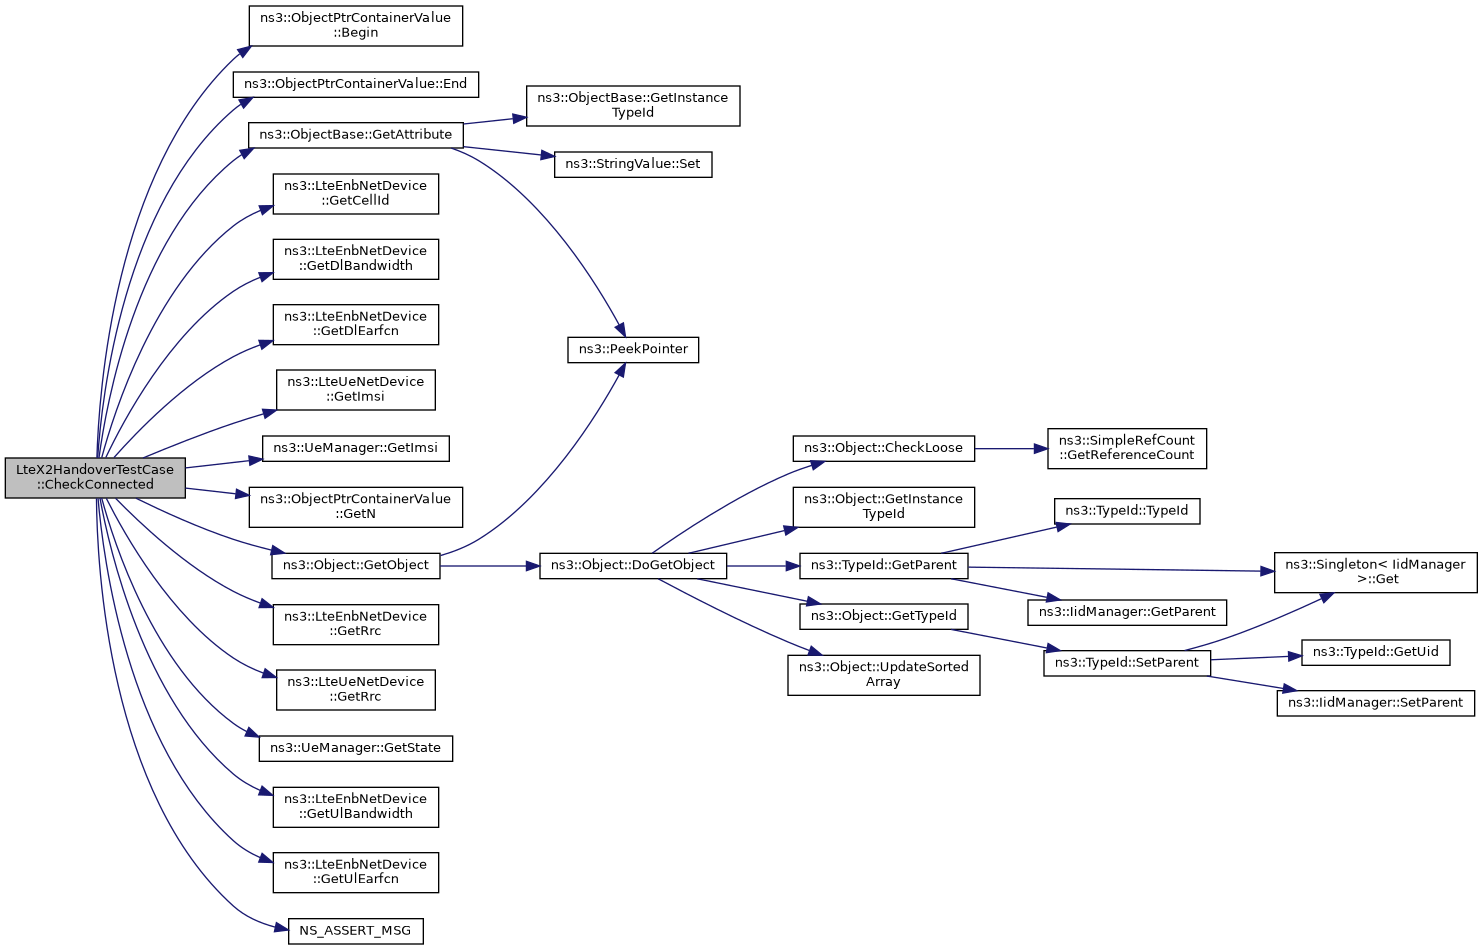 LteX2HandoverTestCase
::CheckConnected
ns3::ObjectPtrContainerValue
::Begin
ns3::ObjectPtrContainerValue::End
ns3::ObjectBase::GetAttribute
ns3::ObjectBase::GetInstance
TypeId
ns3::StringValue::Set
ns3::PeekPointer
ns3::LteEnbNetDevice
::GetCellId
ns3::LteEnbNetDevice
::GetDlBandwidth
ns3::LteEnbNetDevice
::GetDlEarfcn
ns3::LteUeNetDevice
::GetImsi
ns3::UeManager::GetImsi
ns3::ObjectPtrContainerValue
::GetN
ns3::Object::GetObject
ns3::Object::DoGetObject
ns3::Object::CheckLoose
ns3::SimpleRefCount
::GetReferenceCount
ns3::Object::GetInstance
TypeId
ns3::TypeId::GetParent
ns3::TypeId::TypeId
ns3::Singleton< IidManager
>::Get
ns3::IidManager::GetParent
ns3::Object::GetTypeId
ns3::TypeId::SetParent
ns3::TypeId::GetUid
ns3::IidManager::SetParent
ns3::Object::UpdateSorted
Array
ns3::LteEnbNetDevice
::GetRrc
ns3::LteUeNetDevice
::GetRrc
ns3::UeManager::GetState
ns3::LteEnbNetDevice
::GetUlBandwidth
ns3::LteEnbNetDevice
::GetUlEarfcn
NS_ASSERT_MSG